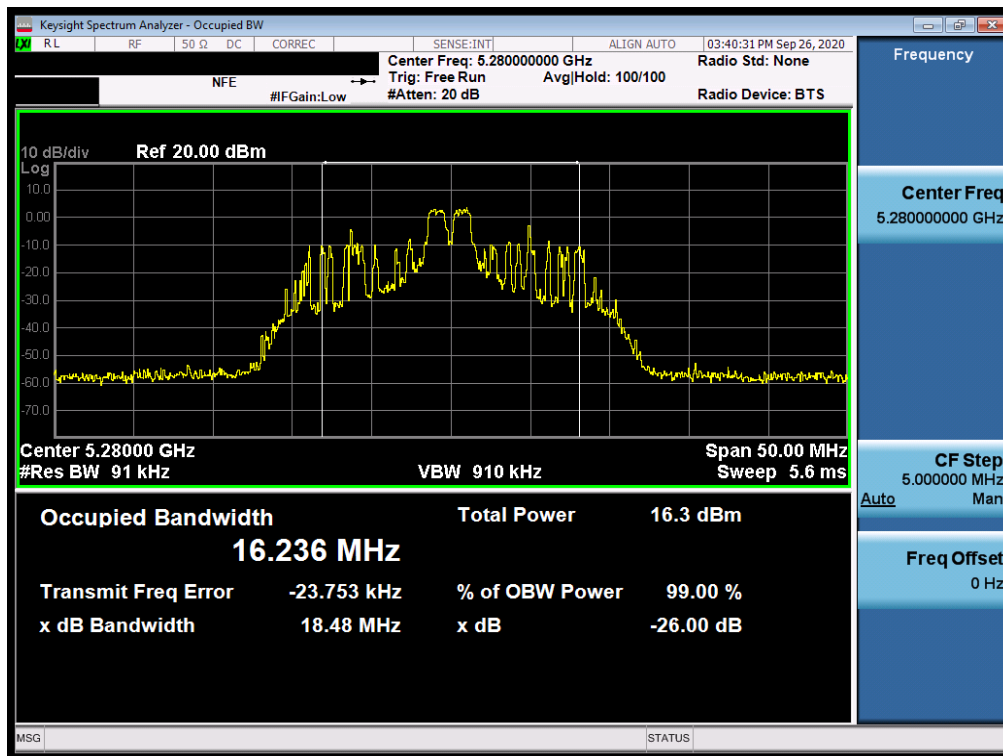 Keysight Spectrum Analyzer - Occupied BW
LXI RL RF 50 Ω DC CORREC SENSE:INT ALIGN AUTO 03:40:31 PM Sep 26, 2020
Center Freq: 5.280000000 GHz Radio Std: None
NFE Trig: Free Run Avg|Hold: 100/100
#IFGain:Low #Atten: 20 dB Radio Device: BTS
10 dB/div Ref 20.00 dBm
Log
10.0
0.00
-10.0
-20.0
-30.0
-40.0
-50.0
-60.0
-70.0
Center 5.28000 GHz Span 50.00 MHz
#Res BW 91 kHz VBW 910 kHz Sweep 5.6 ms
Occupied Bandwidth Total Power 16.3 dBm
16.236 MHz
Transmit Freq Error -23.753 kHz % of OBW Power 99.00 %
x dB Bandwidth 18.48 MHz x dB -26.00 dB
MSG STATUS
Frequency
Center Freq
5.280000000 GHz
CF Step
5.000000 MHz
Auto Man
Freq Offset
0 Hz